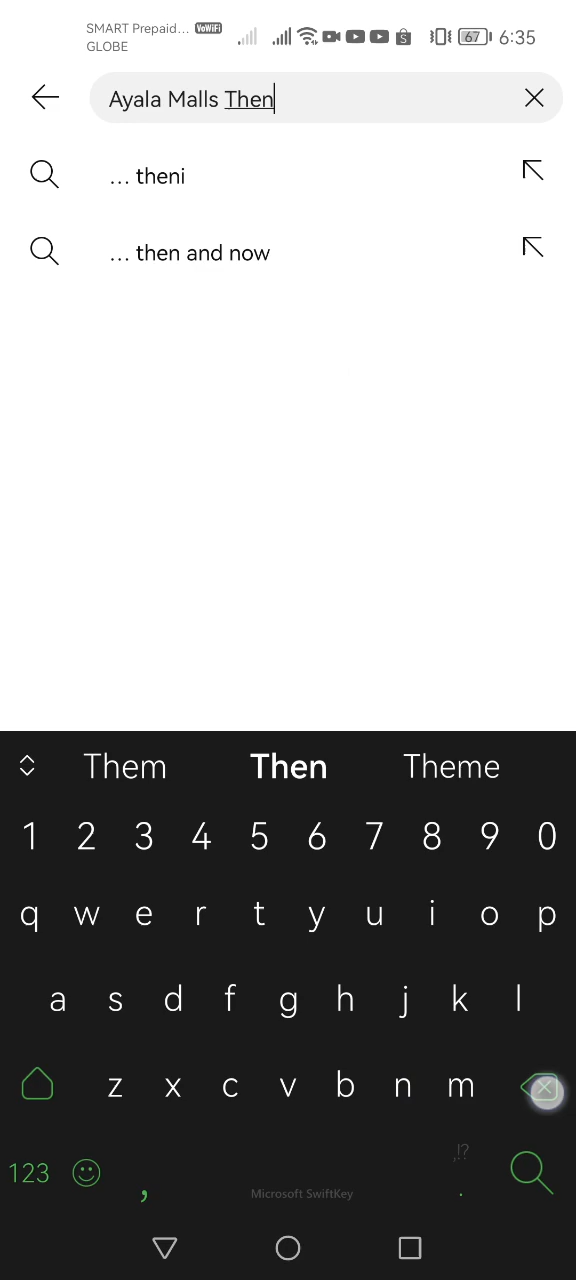 SMART Prepaid... VoWiFi
GLOBE
67 6:35
Ayala Malls Then
... theni
... then and now
Them Then Theme
1 2 3 4 5 6 7 8 9 0
q w e r t y u i o p
a s d f g h j k l
z x c v b n m
,!?
123 , Microsoft SwiftKey .